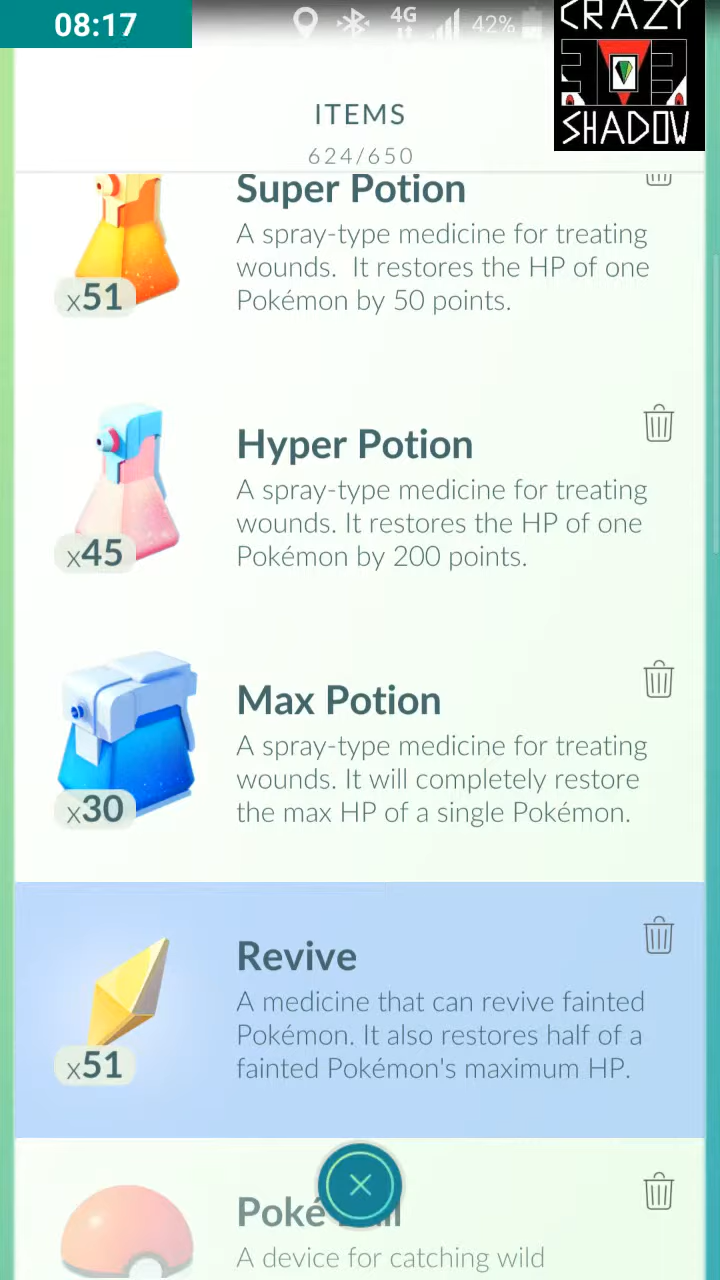 08:17
4G
42%
CRAZY
SHADOW
ITEMS
624/650
Super Potion
A spray-type medicine for treating
wounds.  It restores the HP of one
Pokémon by 50 points.
x51
Hyper Potion
A spray-type medicine for treating
wounds. It restores the HP of one
Pokémon by 200 points.
x45
Max Potion
A spray-type medicine for treating
wounds. It will completely restore
the max HP of a single Pokémon.
x30
Revive
A medicine that can revive fainted
Pokémon. It also restores half of a
fainted Pokémon's maximum HP.
x51
Poké
A device for catching wild